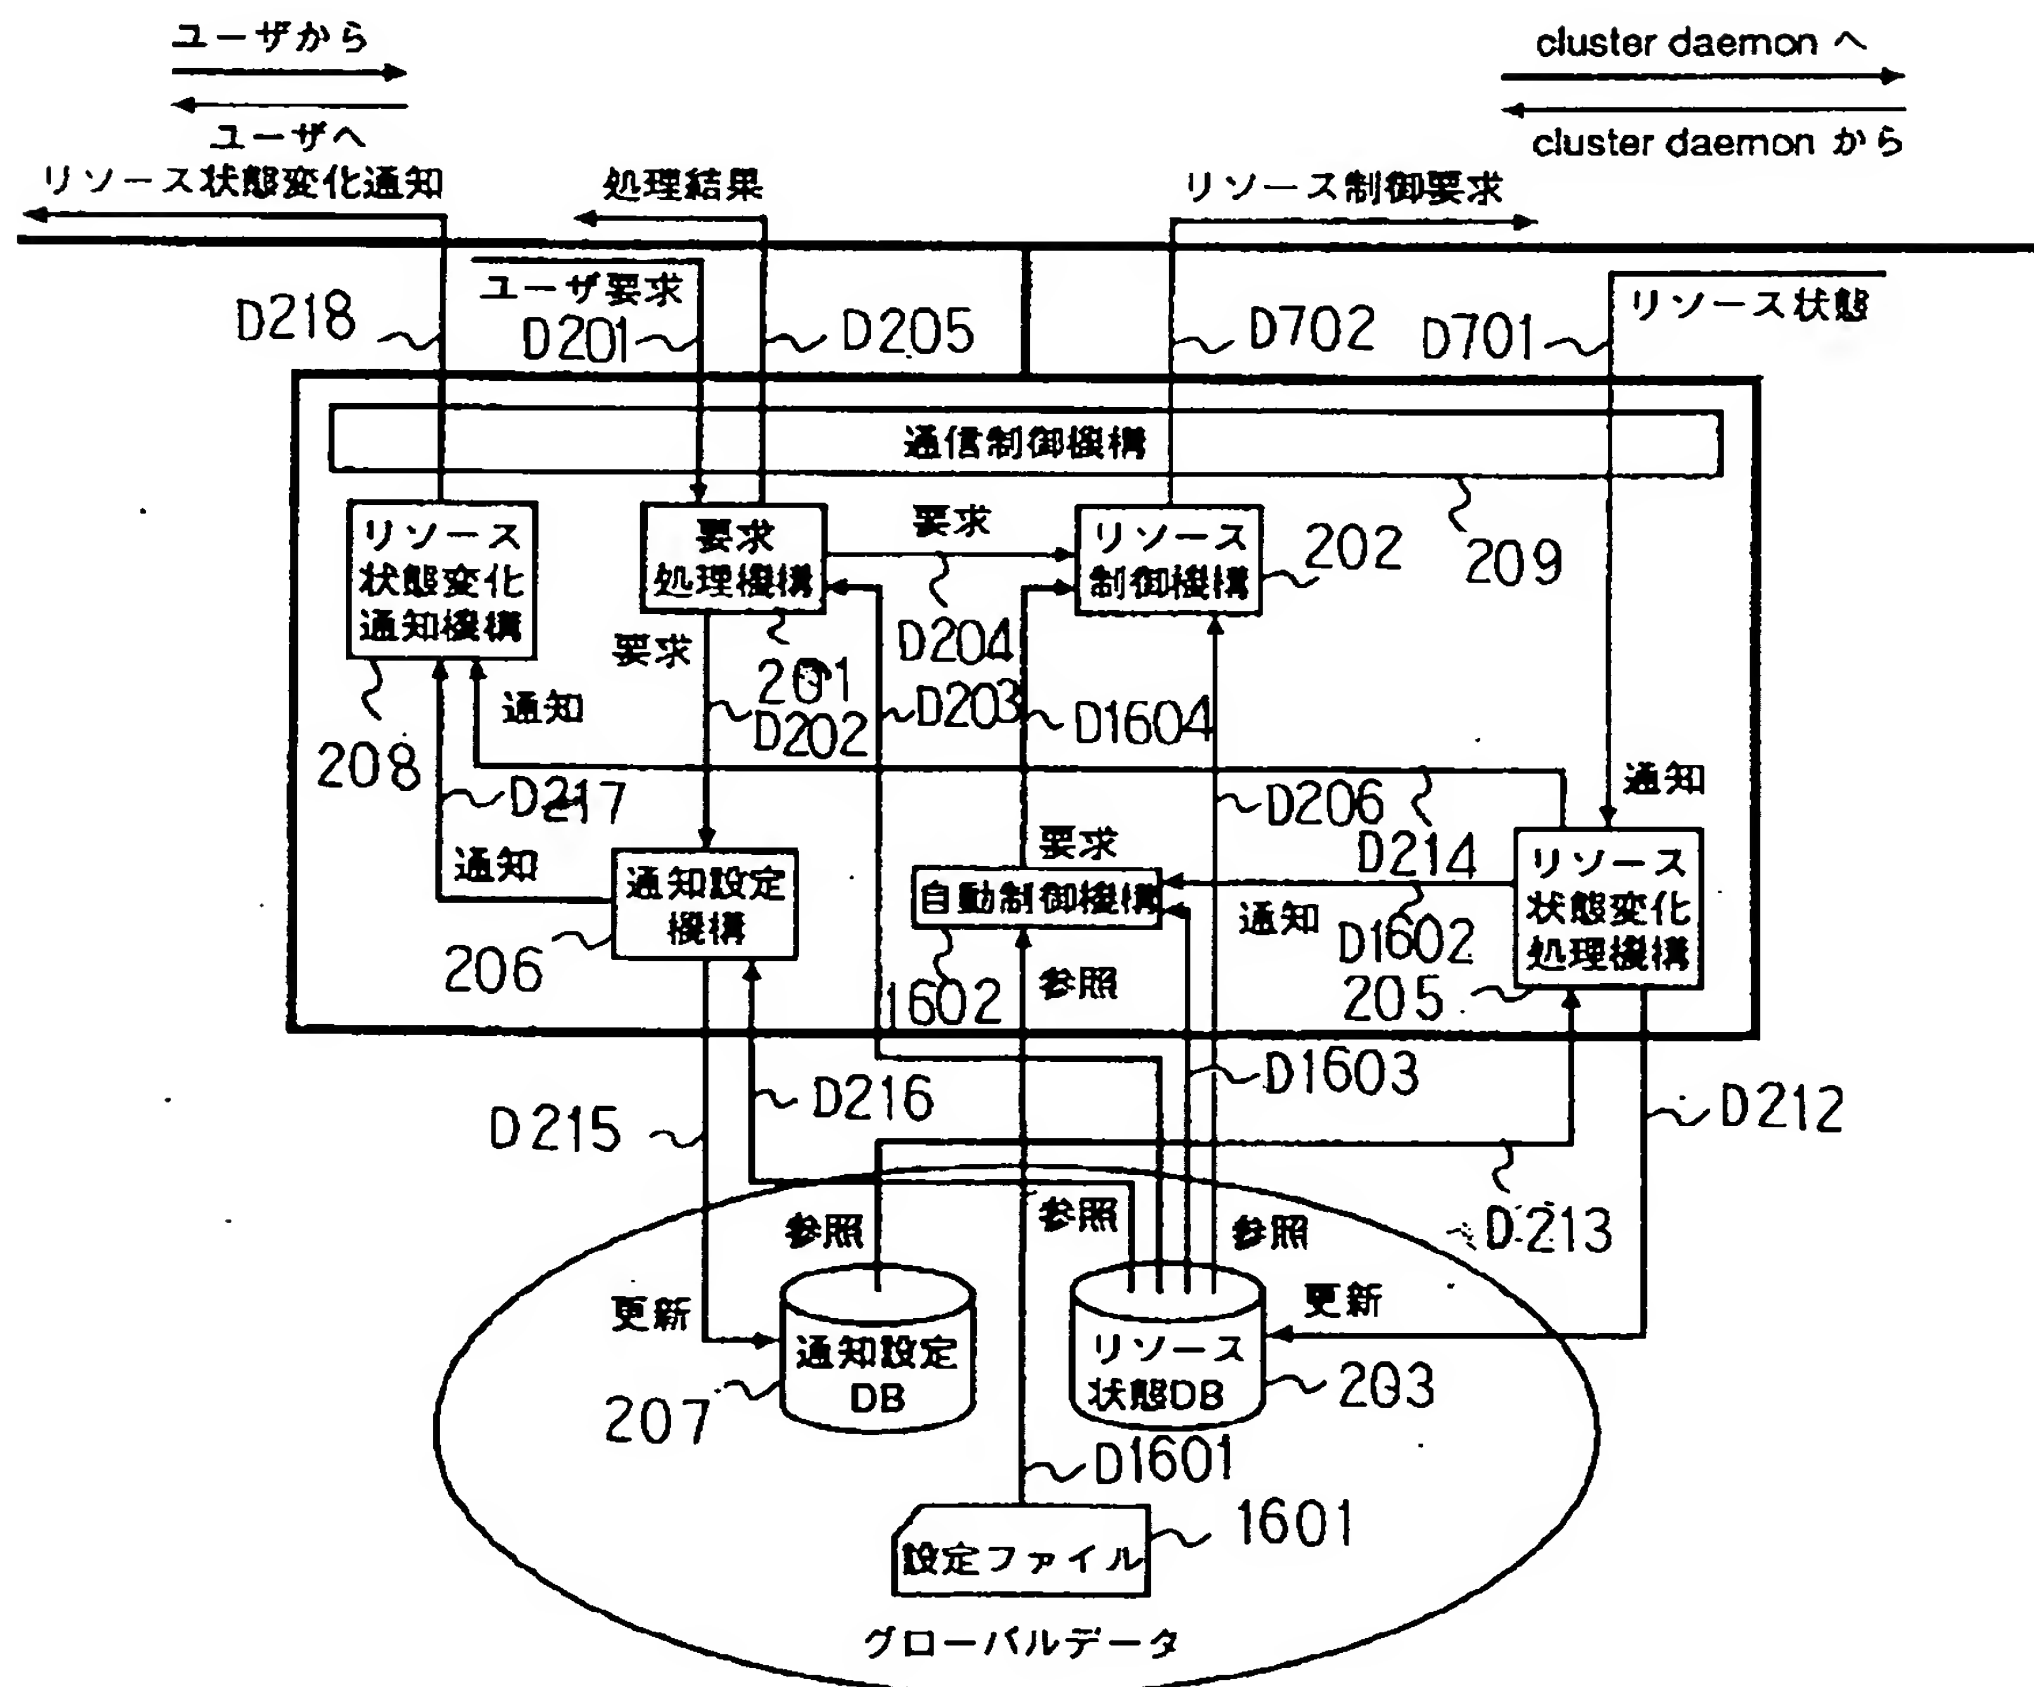 ユーザから
cluster daemon へ
ユーザへ
cluster daemon から
リソース状態変化通知
処理結果
リソース制御要求
ユーザ要求
リソース状態
D218
D201
D205
D702
D701
通信制御機構
リソース
状態変化
通知機構
要求
処理機構
要求
リソース
制御機構
202
209
要求
D204
201
通知
D202
D203
D1604
208
D217
D206
通知
要求
D214
通知
通知設定
機構
自動制御機構
通知
D1602
リソース
状態変化
処理機構
206
1602
参照
205
D215
D216
D1603
D212
参照
参照
参照
D213
更新
更新
通知設定
DB
リソース
状態DB
207
203
D1601
設定ファイル
1601
グローバルデータ